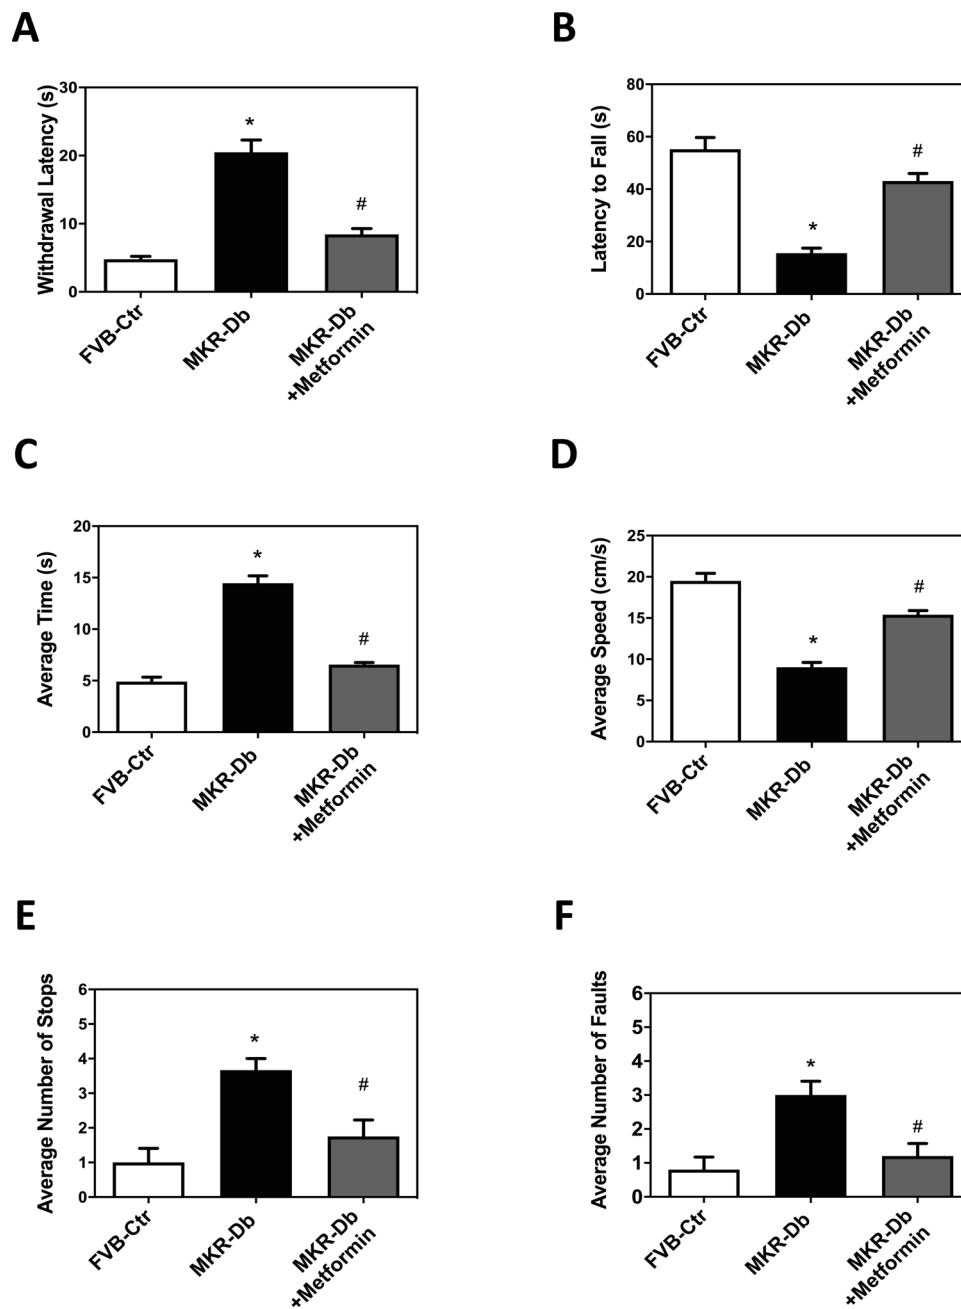 A
Withdrawal Latency (s)
30
20
10
0
*
#
FVB-Ctr
MKR-Db
MKR-Db
+Metformin
B
Latency to Fall (s)
80
60
40
20
0
*
#
FVB-Ctr
MKR-Db
MKR-Db
+Metformin
C
Average Time (s)
20
15
10
5
0
*
#
FVB-Ctr
MKR-Db
MKR-Db
+Metformin
D
Average Speed (cm/s)
25
20
15
10
5
0
*
#
FVB-Ctr
MKR-Db
MKR-Db
+Metformin
E
Average Number of Stops
6
5
4
3
2
1
0
*
#
FVB-Ctr
MKR-Db
MKR-Db
+Metformin
F
Average Number of Faults
6
5
4
3
2
1
0
*
#
FVB-Ctr
MKR-Db
MKR-Db
+Metformin